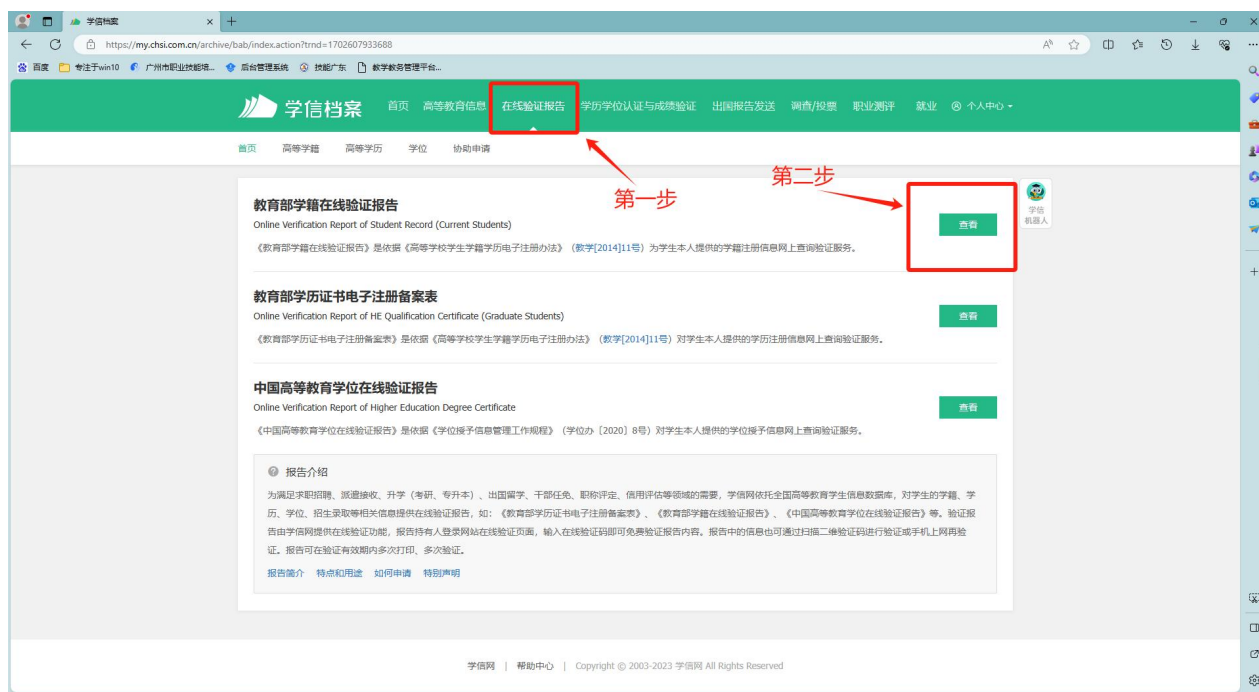 学信档案
https://my.chsi.com.cn/archive/bab/index.action?trnd=1702607933688
百度 专注于win10 广州市职业技能培... 后台管理系统 技能广东 教学教务管理平台...
学信档案 首页 高等教育信息 在线验证报告 学历学位认证与成绩验证 出国报告发送 调查/投票 职业测评 就业 个人中心
首页 高等学籍 高等学历 学位 协助申请
第一步
第二步
教育部学籍在线验证报告
Online Verification Report of Student Record (Current Students)
《教育部学籍在线验证报告》是依据《高等学校学生学籍学历电子注册办法》（教学[2014]11号）为学生本人提供的学籍注册信息网上查询验证服务。
查看
学信
机器人
教育部学历证书电子注册备案表
Online Verification Report of HE Qualification Certificate (Graduate Students)
《教育部学历证书电子注册备案表》是依据《高等学校学生学籍学历电子注册办法》（教学[2014]11号）对学生本人提供的学历注册信息网上查询验证服务。
查看
中国高等教育学位在线验证报告
Online Verification Report of Higher Education Degree Certificate
《中国高等教育学位在线验证报告》是依据《学位授予信息管理工作规程》（学位办〔2020〕8号）对学生本人提供的学位授予信息网上查询验证服务。
查看
报告介绍
为满足求职招聘、派遣接收、升学（考研、专升本）、出国留学、干部任免、职称评定、信用评估等领域的需要，学信网依托全国高等教育学生信息数据库，对学生的学籍、学
历、学位、招生录取等相关信息提供在线验证报告，如：《教育部学历证书电子注册备案表》、《教育部学籍在线验证报告》、《中国高等教育学位在线验证报告》等。验证报
告由学信网提供在线验证功能，报告持有人登录网站在线验证页面，输入在线验证码即可免费验证报告内容。报告中的信息也可通过扫描二维验证码进行验证或手机上网再验
证。报告可在验证有效期内多次打印、多次验证。
报告简介 特点和用途 如何申请 特别声明
学信网 | 帮助中心 | Copyright © 2003-2023 学信网 All Rights Reserved